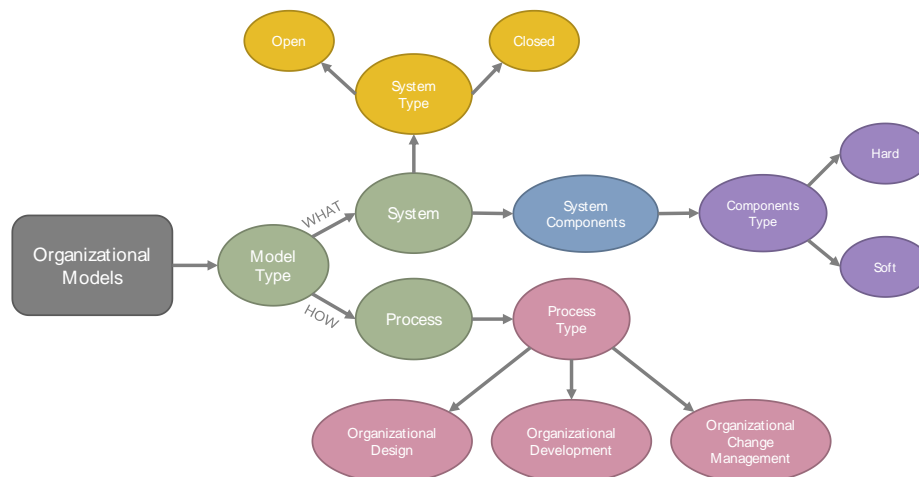 Open
Closed
System
Type
Hard
WHAT
System
System
Components
Components
Type
Organizational
Models
Model
Type
Soft
HOW
Process
Process
Type
Organizational
Design
Organizational
Development
Organizational
Change
Management